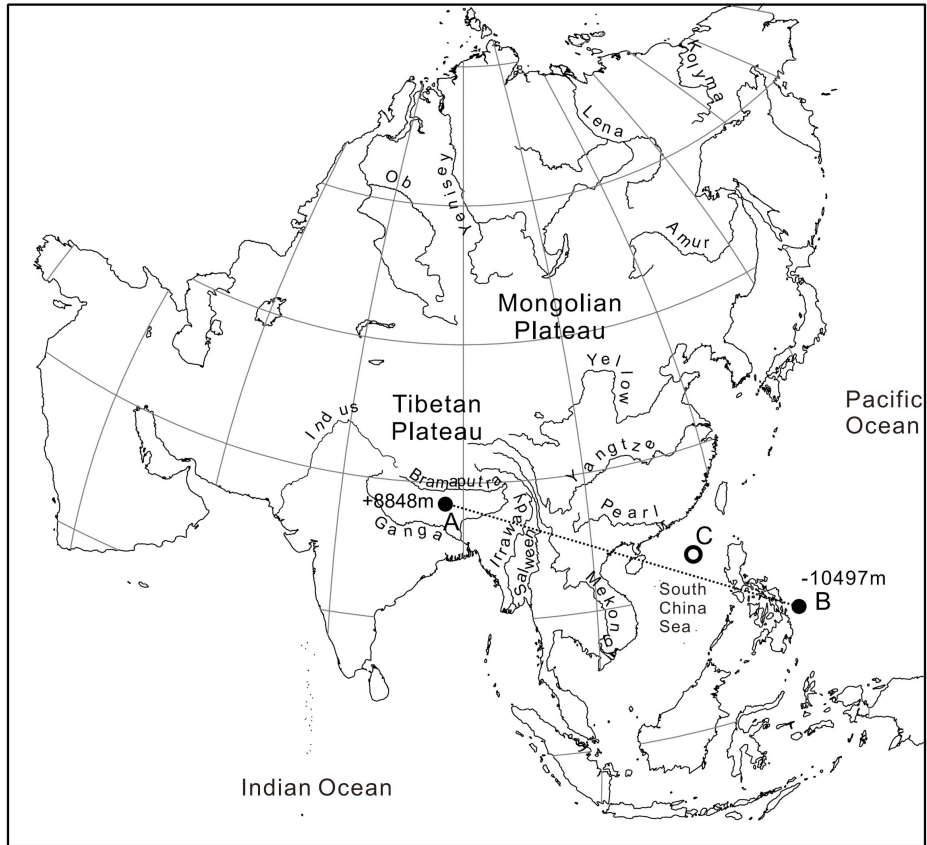 Kolyma
Lena
Ob
Yenisey
Amur
Mongolian
Plateau
Yellow
Pacific
Ocean
Tibetan
Plateau
Indus
Yangtze
Bramaputra
+8848m
A
Ganga
Irrawady
Salween
Pearl
C
Mekong
South
China
Sea
-10497m
B
Indian Ocean